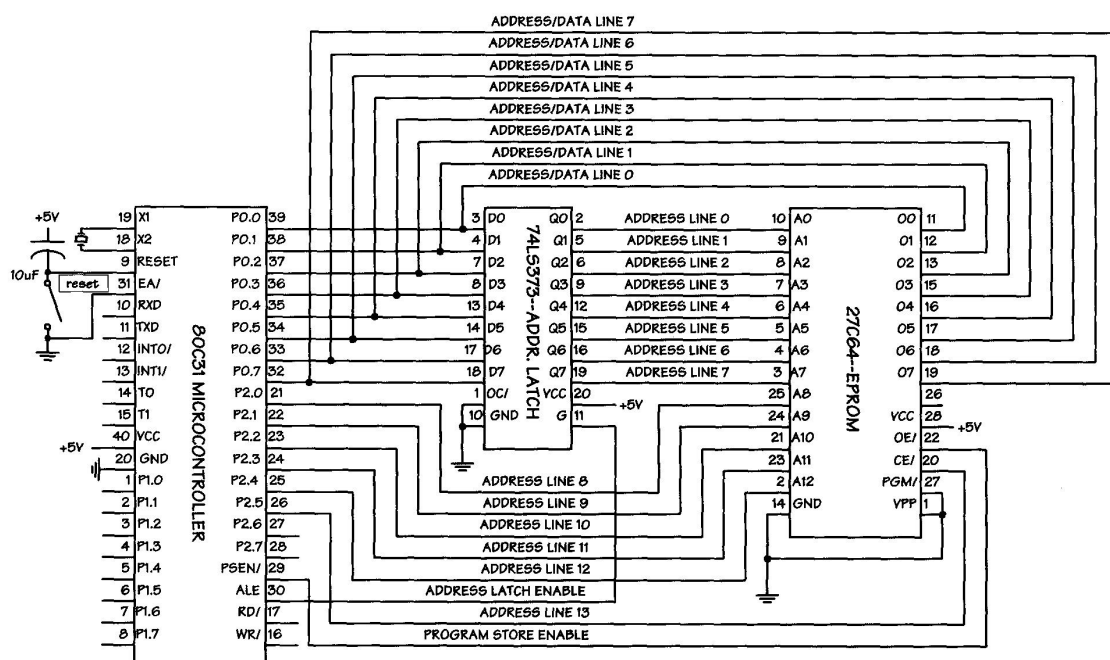 ADDRESS/DATA LINE 7
ADDRESS/DATA LINE 6
ADDRESS/DATA LINE 5
ADDRESS/DATA LINE 4
ADDRESS/DATA LINE 3
ADDRESS/DATA LINE 2
ADDRESS/DATA LINE 1
ADDRESS/DATA LINE 0
+5V
10uF
reset
+5V
19 X1
18 X2
9 RESET
31 EA/
10 RXD
11 TXD
12 INT0/
13 INT1/
14 T0
15 T1
40 VCC
20 GND
1 P1.0
2 P1.1
3 P1.2
4 P1.3
5 P1.4
6 P1.5
7 P1.6
8 P1.7
80C31 MICROCONTROLLER
P0.0 39
P0.1 38
P0.2 37
P0.3 36
P0.4 35
P0.5 34
P0.6 33
P0.7 32
P2.0 21
P2.1 22
P2.2 23
P2.3 24
P2.4 25
P2.5 26
P2.6 27
P2.7 28
PSEN/ 29
ALE 30
RD/ 17
WR/ 16
3 D0
4 D1
7 D2
8 D3
13 D4
14 D5
17 D6
18 D7
1 OC/
10 GND
74LS373--ADDR. LATCH
Q0 2
Q1 5
Q2 6
Q3 9
Q4 12
Q5 15
Q6 16
Q7 19
VCC 20
G 11
+5V
ADDRESS LINE 0
ADDRESS LINE 1
ADDRESS LINE 2
ADDRESS LINE 3
ADDRESS LINE 4
ADDRESS LINE 5
ADDRESS LINE 6
ADDRESS LINE 7
10 A0
9 A1
8 A2
7 A3
6 A4
5 A5
4 A6
3 A7
25 A8
24 A9
21 A10
23 A11
2 A12
14 GND
27C64--EPROM
O0 11
O1 12
O2 13
O3 15
O4 16
O5 17
O6 18
O7 19
26
VCC 28
+5V
OE/ 22
CE/ 20
PGM/ 27
VPP 1
ADDRESS LINE 8
ADDRESS LINE 9
ADDRESS LINE 10
ADDRESS LINE 11
ADDRESS LINE 12
ADDRESS LATCH ENABLE
ADDRESS LINE 13
PROGRAM STORE ENABLE